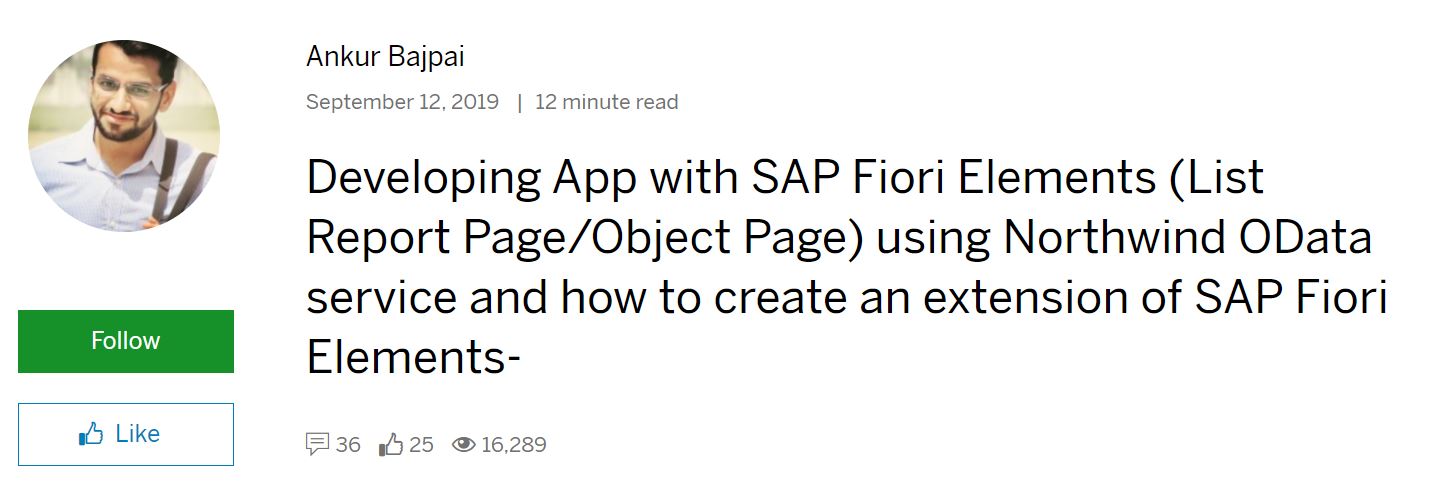 Ankur Bajpai
September 12, 2019 | 12 minute read
Developing App with SAP Fiori Elements (List
Report Page/Object Page) using Northwind OData
service and how to create an extension of SAP Fiori
Elements-
Follow
Like
36 25 16,289